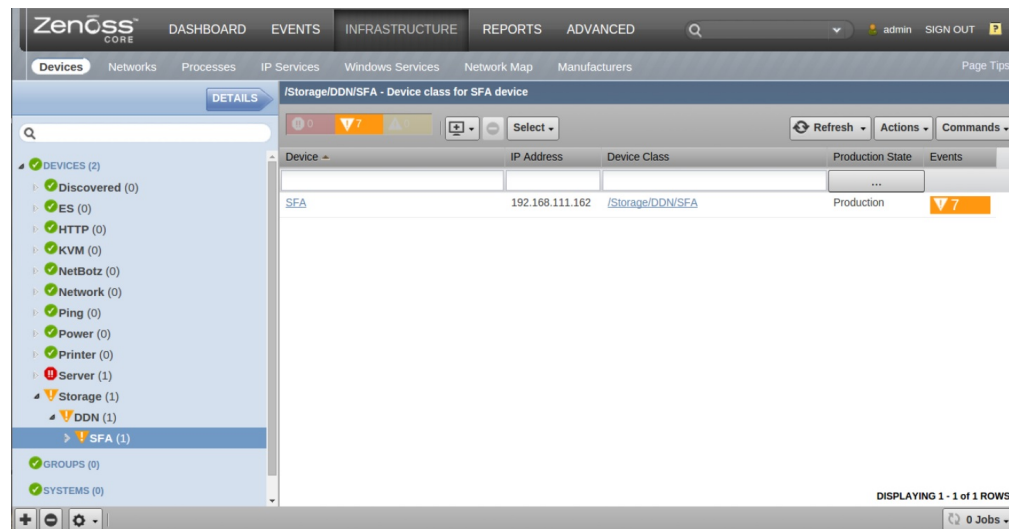 Zenoss CORE
DASHBOARD EVENTS INFRASTRUCTURE REPORTS ADVANCED admin SIGN OUT ?
Devices Networks Processes IP Services Windows Services Network Map Manufacturers Page Tips
DETAILS
/Storage/DDN/SFA - Device class for SFA device
0 7 0 Select Refresh Actions Commands
Device IP Address Device Class Production State Events
...
SFA 192.168.111.162 /Storage/DDN/SFA Production 7
DEVICES (2)
Discovered (0)
ES (0)
HTTP (0)
KVM (0)
NetBotz (0)
Network (0)
Ping (0)
Power (0)
Printer (0)
Server (1)
Storage (1)
DDN (1)
SFA (1)
GROUPS (0)
SYSTEMS (0)
DISPLAYING 1 - 1 of 1 ROWS
0 Jobs